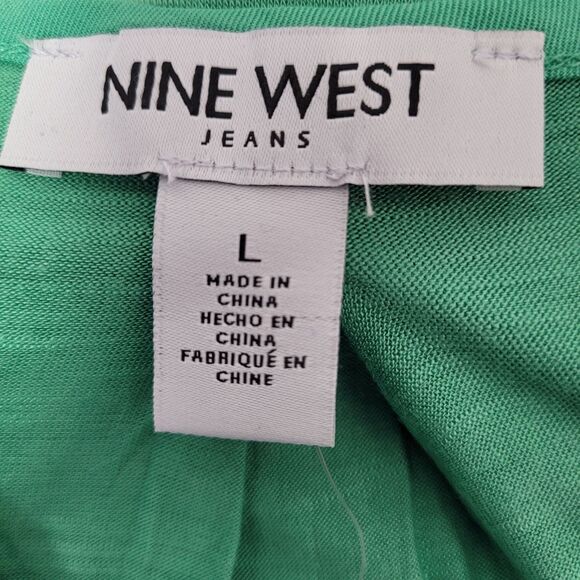 NINE WEST
JEANS
L
MADE IN
CHINA
HECHO EN
CHINA
FABRIQUÉ EN
CHINE